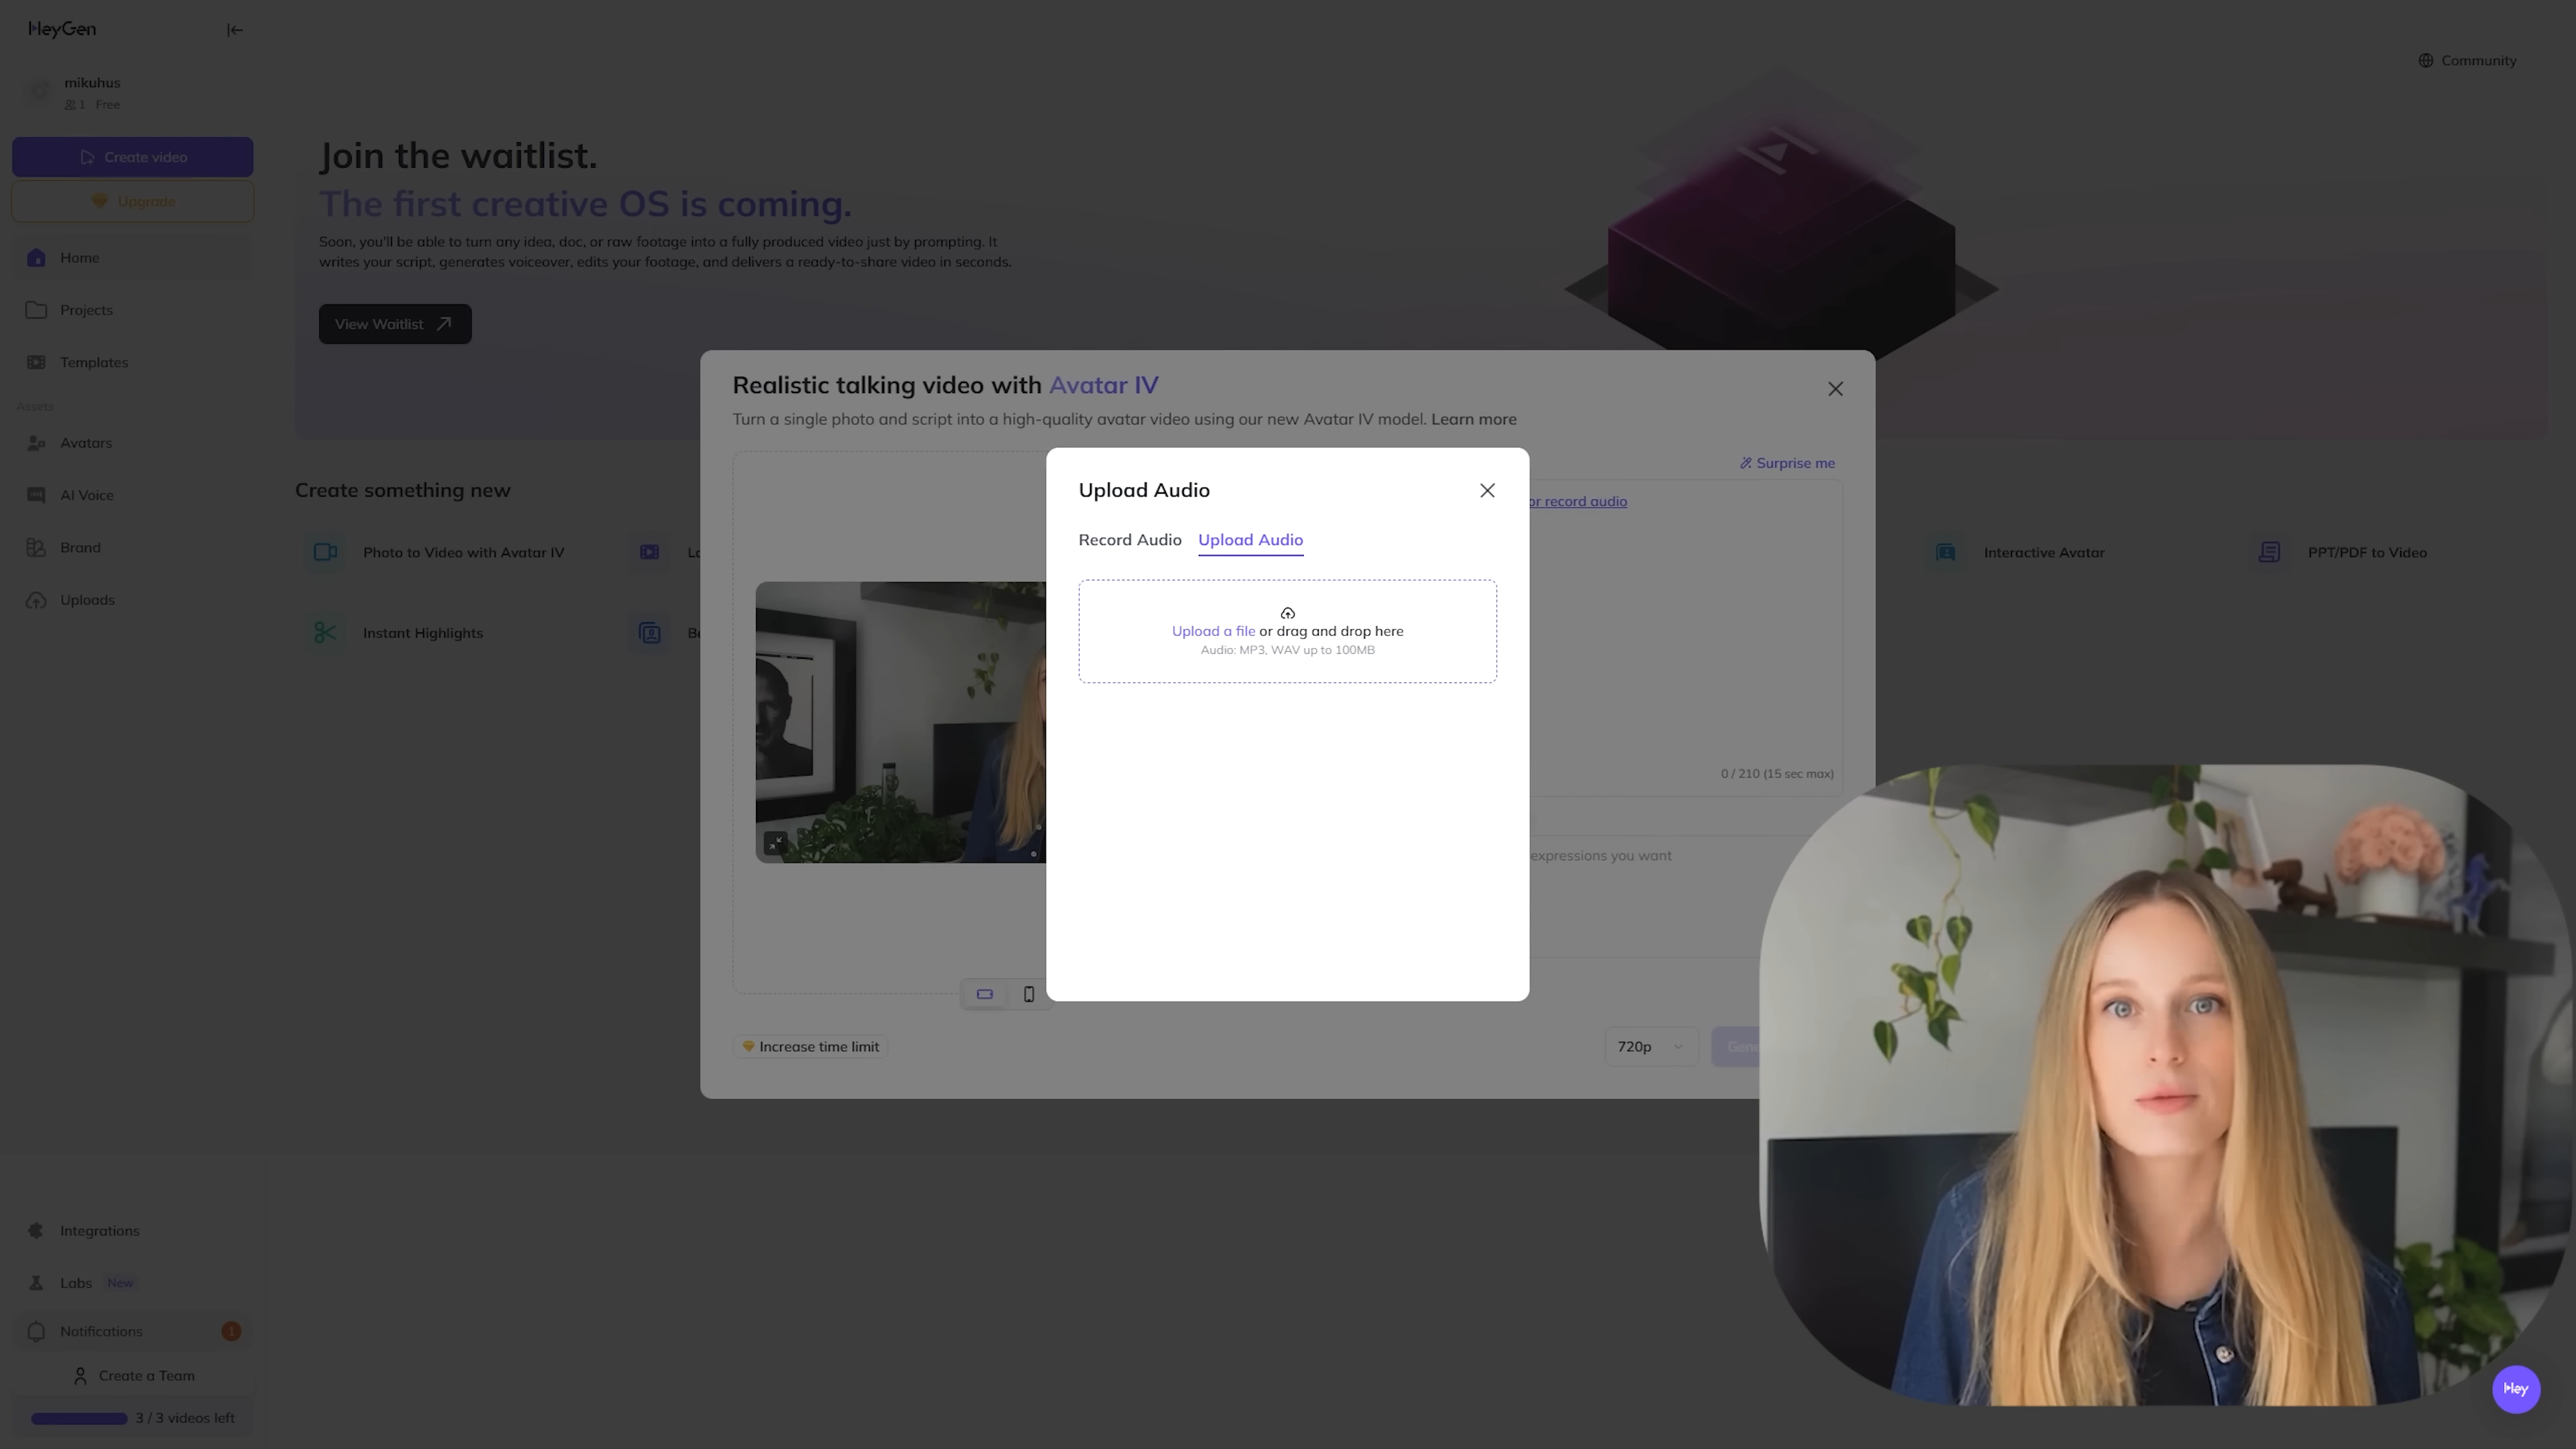 HeyGen
mikuhus
1 Free
Create video
Upgrade
Home
Projects
Templates
Assets
Avatars
AI Voice
Brand
Uploads
Integrations
Labs New
Notifications 1
Create a Team
3 / 3 videos left
Community
Join the waitlist.
The first creative OS is coming.
Soon, you'll be able to turn any idea, doc, or raw footage into a fully produced video just by prompting. It
writes your script, generates voiceover, edits your footage, and delivers a ready-to-share video in seconds.
View Waitlist
Create something new
Photo to Video with Avatar IV
Interactive Avatar
PPT/PDF to Video
Instant Highlights
Realistic talking video with Avatar IV
Turn a single photo and script into a high-quality avatar video using our new Avatar IV model. Learn more
Surprise me
or record audio
0 / 210 (15 sec max)
expressions you want
Increase time limit
720p
Upload Audio
Record Audio Upload Audio
Upload a file or drag and drop here
Audio: MP3, WAV up to 100MB
Hey